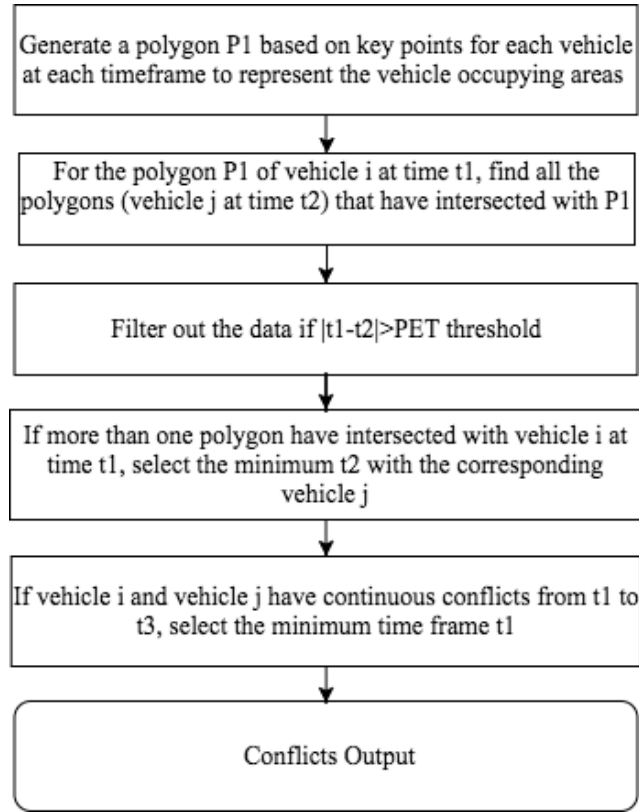 Generate a polygon P1 based on key points for each vehicle
at each timeframe to represent the vehicle occupying areas
For the polygon P1 of vehicle i at time t1, find all the
polygons (vehicle j at time t2) that have intersected with P1
Filter out the data if |t1-t2|>PET threshold
If more than one polygon have intersected with vehicle i at
time t1, select the minimum t2 with the corresponding
vehicle j
If vehicle i and vehicle j have continuous conflicts from t1 to
t3, select the minimum time frame t1
Conflicts Output